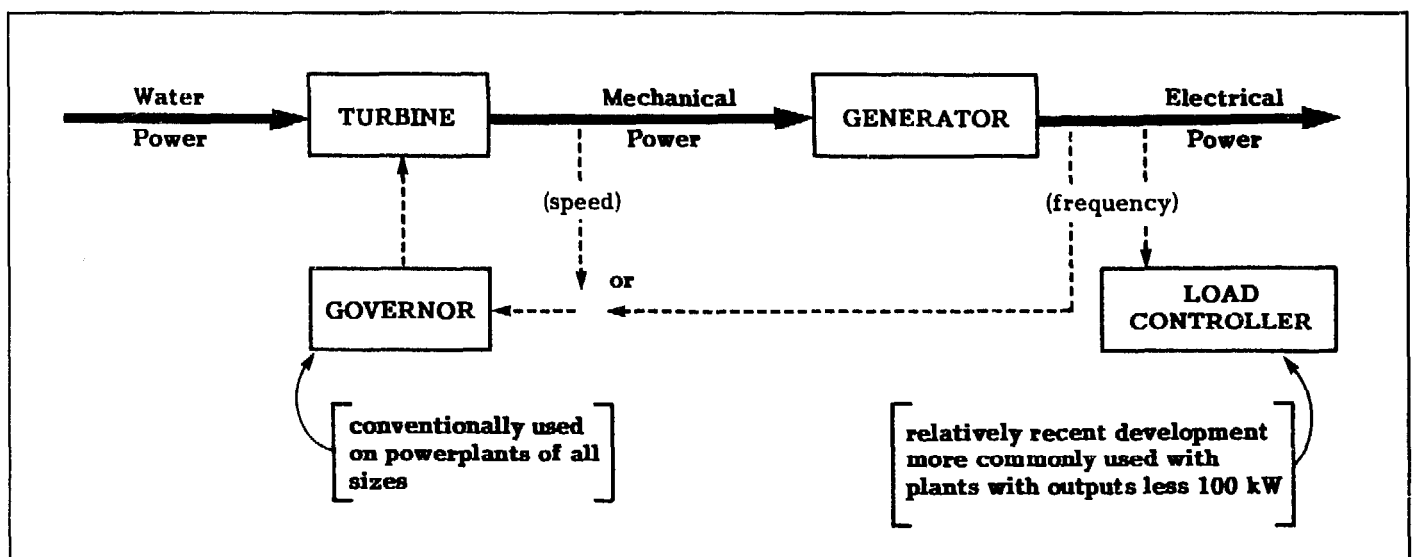 Water
Power
TURBINE
Mechanical
Power
GENERATOR
Electrical
Power
(speed)
(frequency)
or
GOVERNOR
LOAD
CONTROLLER
conventionally used
on powerplants of all
sizes
relatively recent development
more commonly used with
plants with outputs less 100 kW